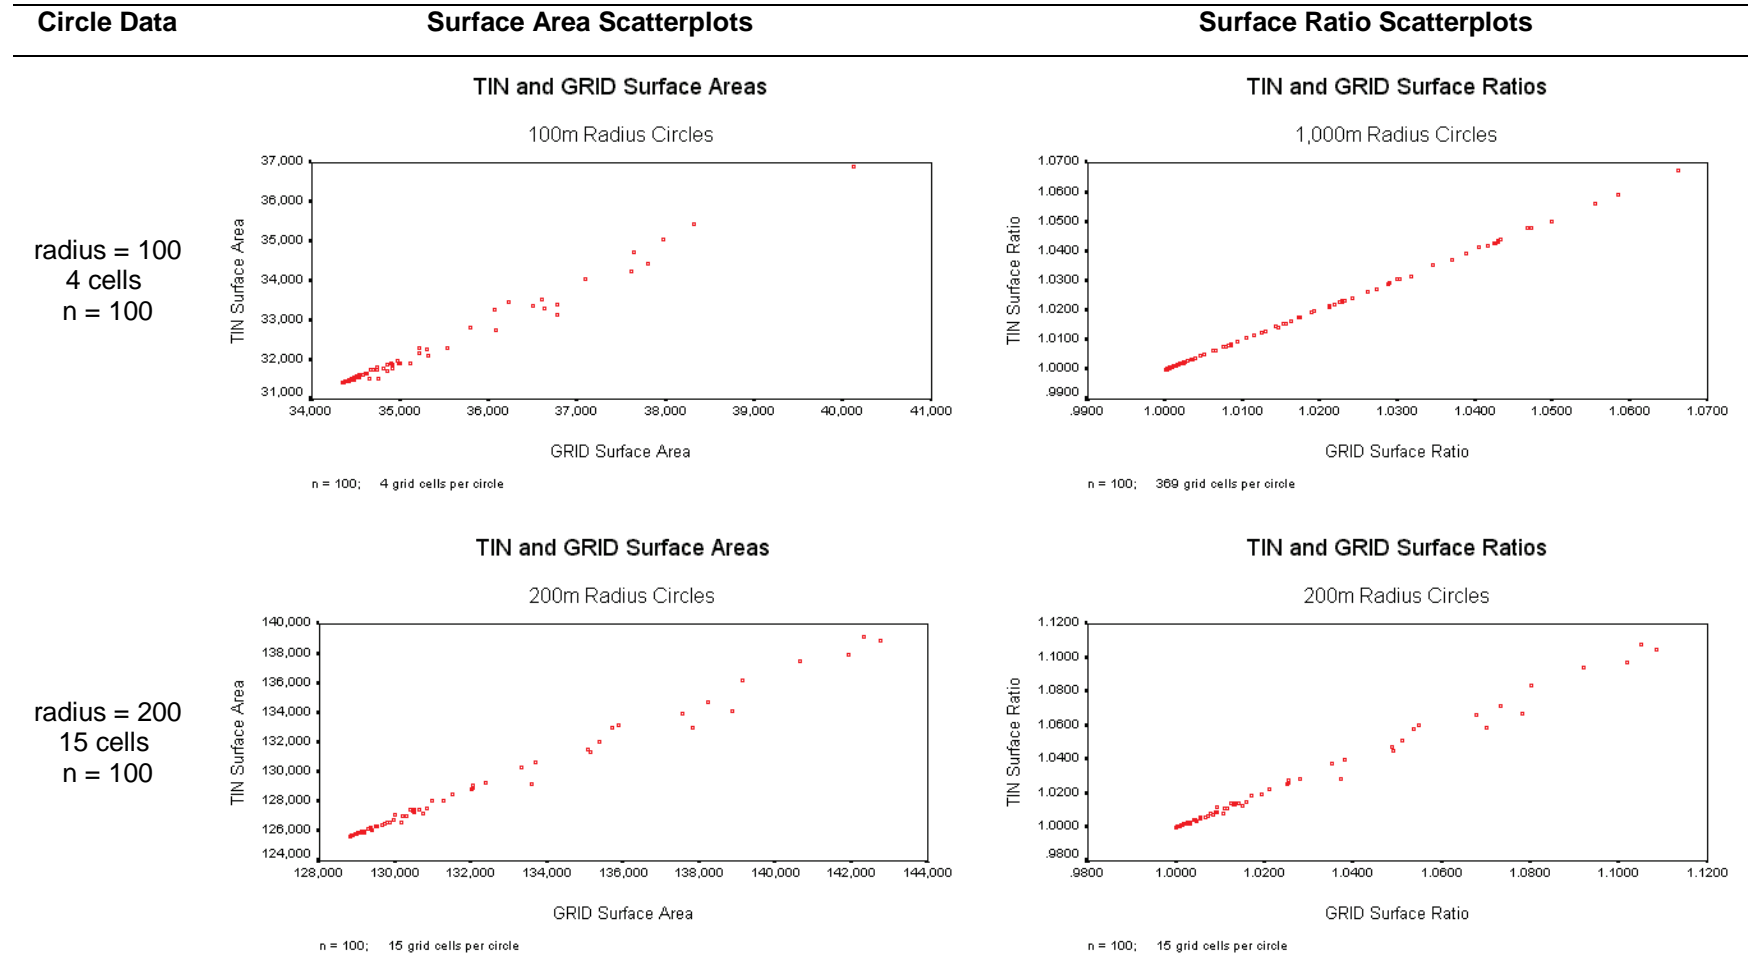 Circle Data Surface Area Scatterplots Surface Ratio Scatterplots
TIN and GRID Surface Areas
100m Radius Circles
37,000
36,000
35,000
34,000
33,000
32,000
31,000
TIN Surface Area
34,000 35,000 36,000 37,000 38,000 39,000 40,000 41,000
GRID Surface Area
n = 100; 4 grid cells per circle
TIN and GRID Surface Ratios
1,000m Radius Circles
1.0700
1.0600
1.0500
1.0400
1.0300
1.0200
1.0100
1.0000
.9900
TIN Surface Ratio
.9900 1.0000 1.0100 1.0200 1.0300 1.0400 1.0500 1.0600 1.0700
GRID Surface Ratio
n = 100; 369 grid cells per circle
radius = 100
4 cells
n = 100
TIN and GRID Surface Areas
200m Radius Circles
140,000
138,000
136,000
134,000
132,000
130,000
128,000
126,000
124,000
TIN Surface Area
128,000 130,000 132,000 134,000 136,000 138,000 140,000 142,000 144,000
GRID Surface Area
n = 100; 15 grid cells per circle
TIN and GRID Surface Ratios
200m Radius Circles
1.1200
1.1000
1.0800
1.0600
1.0400
1.0200
1.0000
.9800
TIN Surface Ratio
.9800 1.0000 1.0200 1.0400 1.0600 1.0800 1.1000 1.1200
GRID Surface Ratio
n = 100; 15 grid cells per circle
radius = 200
15 cells
n = 100